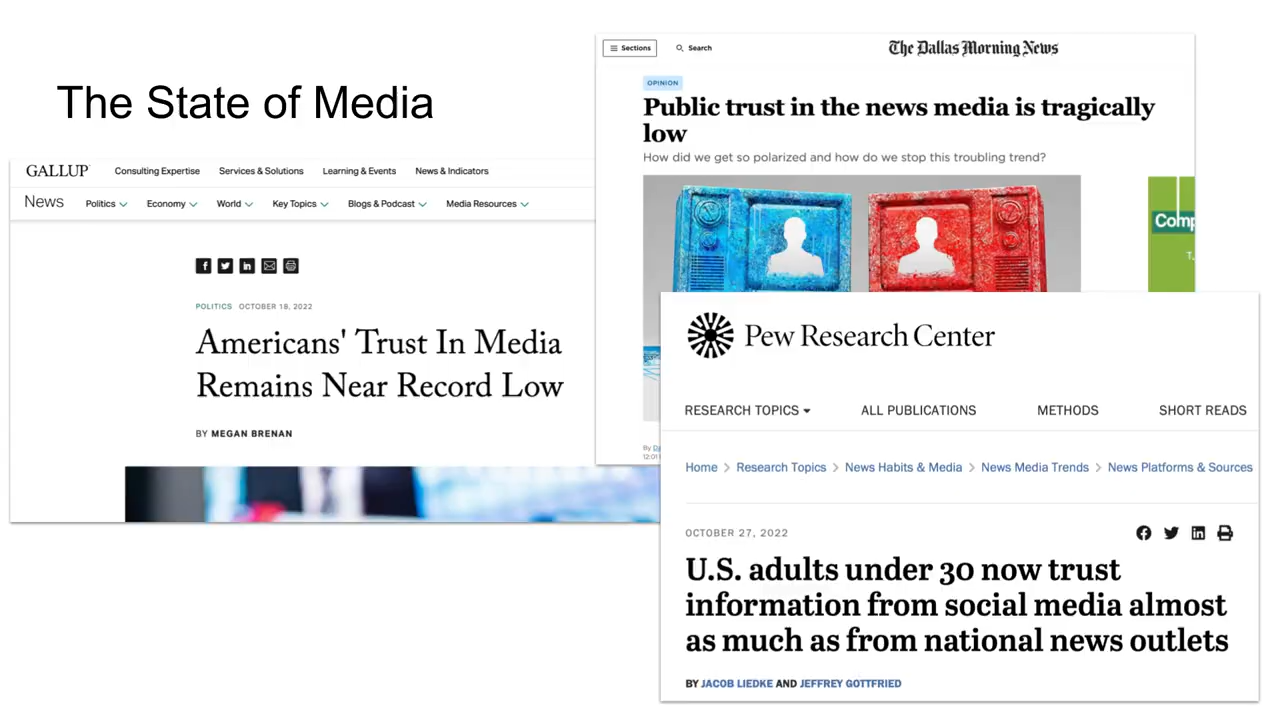 The State of Media
GALLUP
Consulting Expertise Services & Solutions Learning & Events News & Indicators
News Politics Economy World Key Topics Blogs & Podcast Media Resources
POLITICS OCTOBER 18, 2022
Americans' Trust In Media
Remains Near Record Low
BY MEGAN BRENAN
Sections Search The Dallas Morning News
OPINION
Public trust in the news media is tragically
low
How did we get so polarized and how do we stop this troubling trend?
By
12:01
Pew Research Center
RESEARCH TOPICS ALL PUBLICATIONS METHODS SHORT READS
Home > Research Topics > News Habits & Media > News Media Trends > News Platforms & Sources
OCTOBER 27, 2022
U.S. adults under 30 now trust
information from social media almost
as much as from national news outlets
BY JACOB LIEDKE AND JEFFREY GOTTFRIED